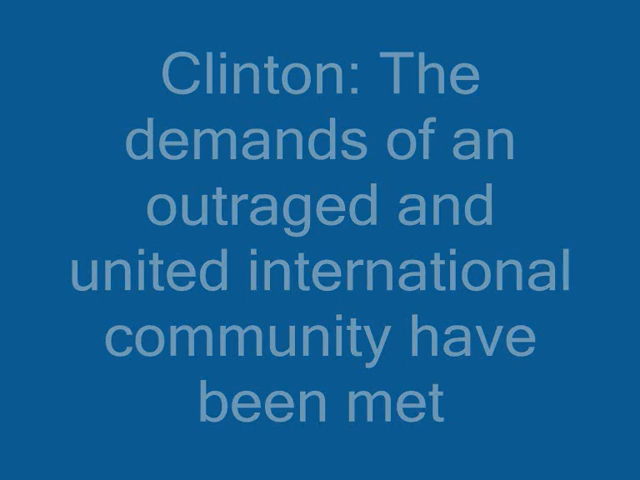 Clinton: The
demands of an
outraged and
united international
community have
been met